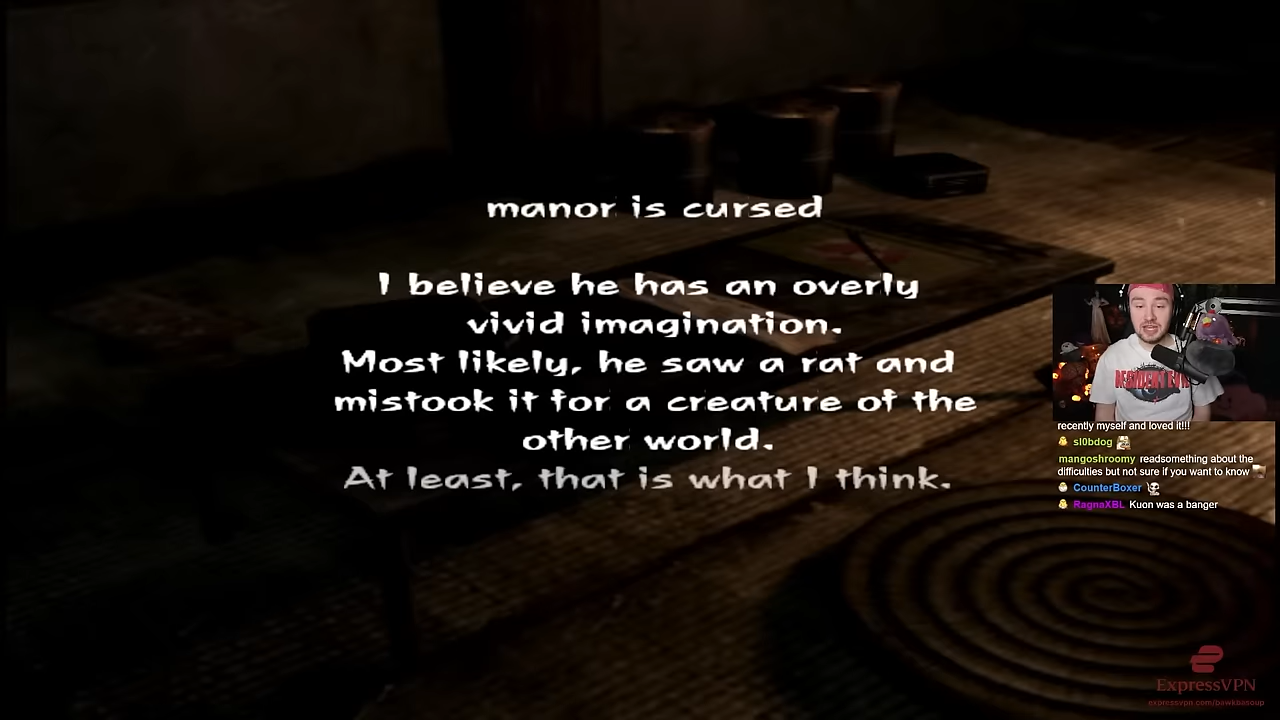 manor is cursed
I believe he has an overly
vivid imagination.
Most likely, he saw a rat and
mistook it for a creature of the
other world.
At least, that is what I think.
RESIDENT EVIL
recently myself and loved it!!!
sl0bdog
mangoshroomy readsomething about the
difficulties but not sure if you want to know
CounterBoxer
RagnaXBL Kuon was a banger
ExpressVPN